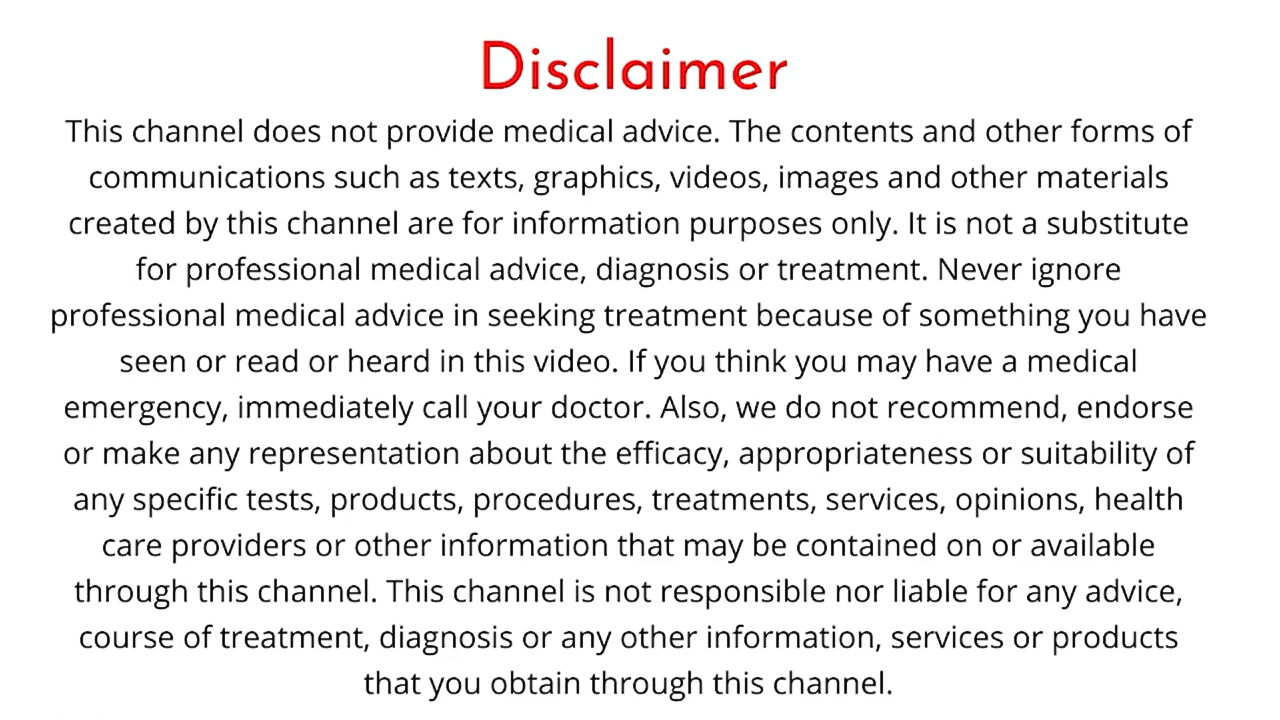 Disclaimer
This channel does not provide medical advice. The contents and other forms of
communications such as texts, graphics, videos, images and other materials
created by this channel are for information purposes only. It is not a substitute
for professional medical advice, diagnosis or treatment. Never ignore
professional medical advice in seeking treatment because of something you have
seen or read or heard in this video. If you think you may have a medical
emergency, immediately call your doctor. Also, we do not recommend, endorse
or make any representation about the efficacy, appropriateness or suitability of
any specific tests, products, procedures, treatments, services, opinions, health
care providers or other information that may be contained on or available
through this channel. This channel is not responsible nor liable for any advice,
course of treatment, diagnosis or any other information, services or products
that you obtain through this channel.